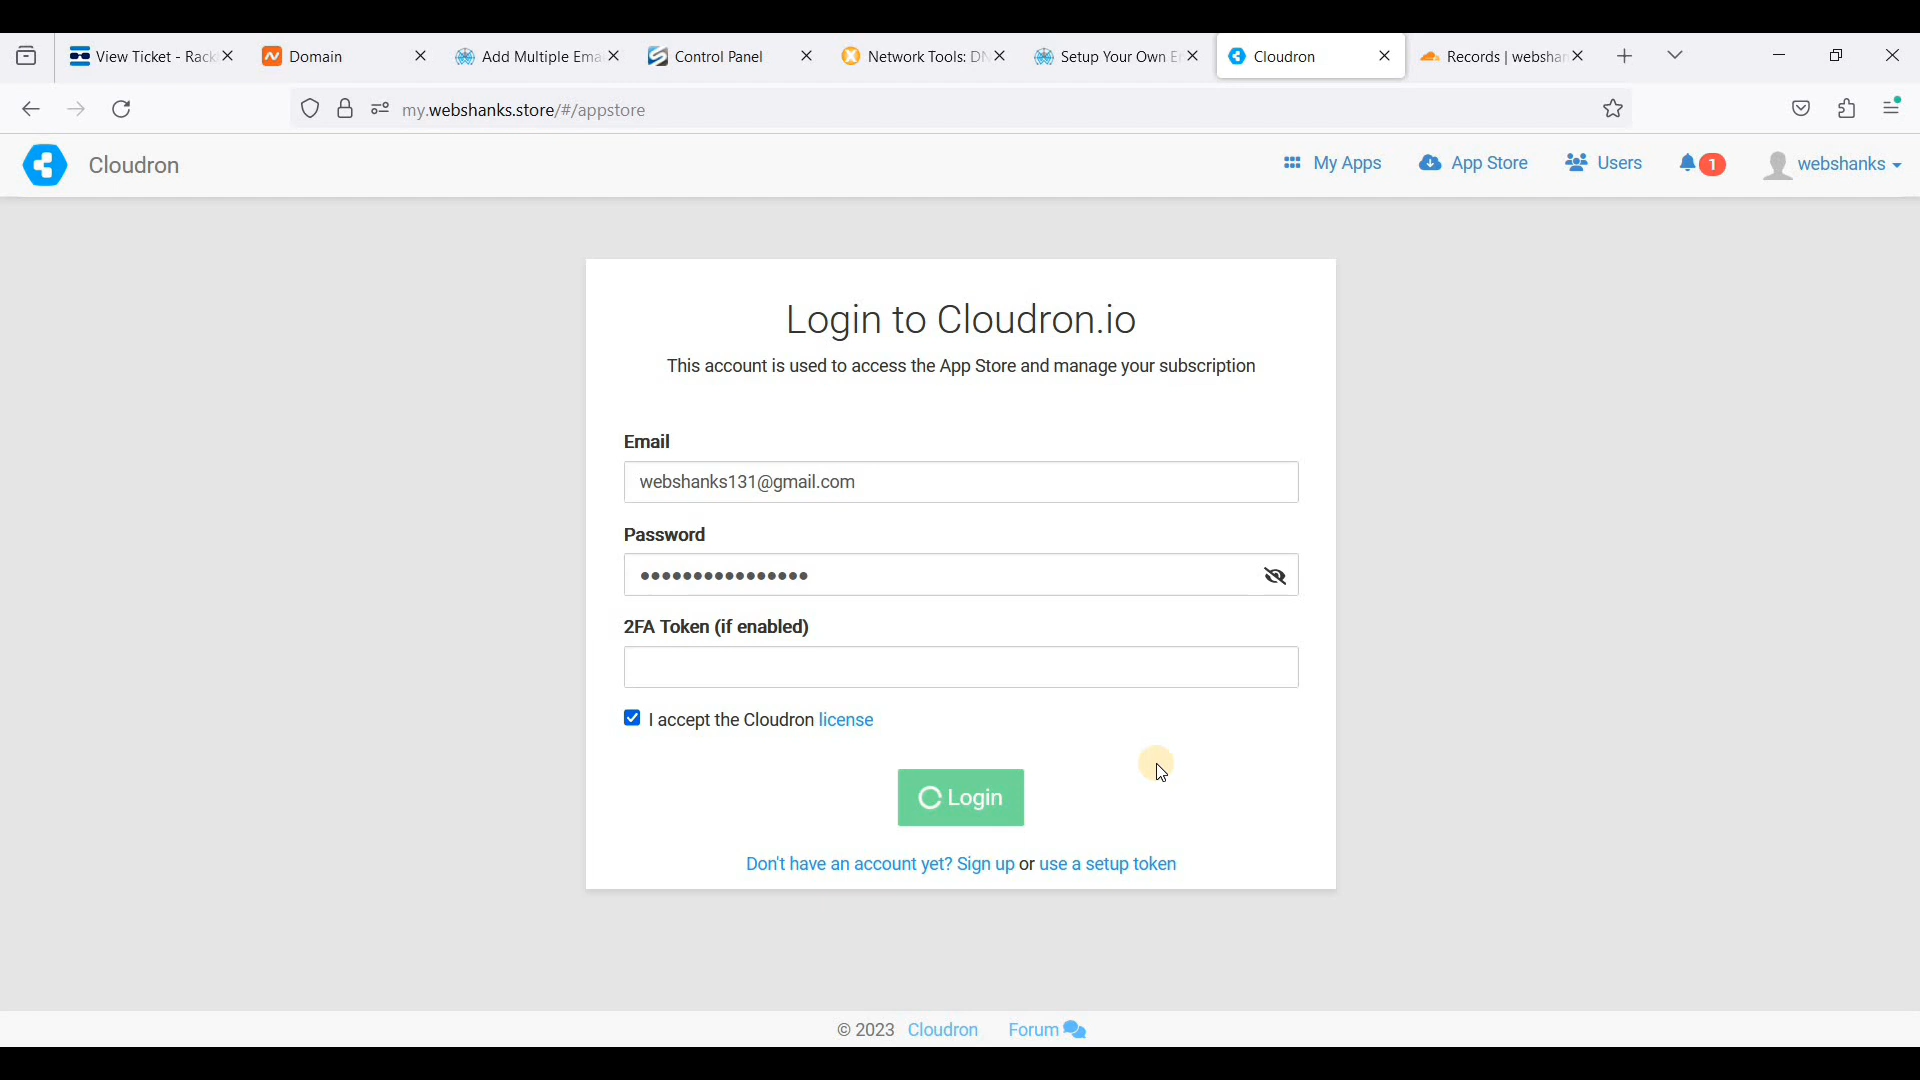 View Ticket - Rack
Domain
Add Multiple Ema
Control Panel
Network Tools: DN
Setup Your Own E
Cloudron
Records | webshan
my.webshanks.store/#/appstore
Cloudron
My Apps
App Store
Users
1
webshanks
Login to Cloudron.io
This account is used to access the App Store and manage your subscription
Email
webshanks131@gmail.com
Password
2FA Token (if enabled)
I accept the Cloudron license
Login
Don't have an account yet? Sign up or use a setup token
© 2023 Cloudron Forum